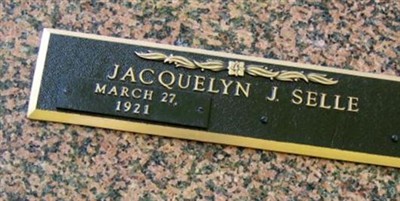 JACQUELYN J. SELLE
MARCH 27,
1921